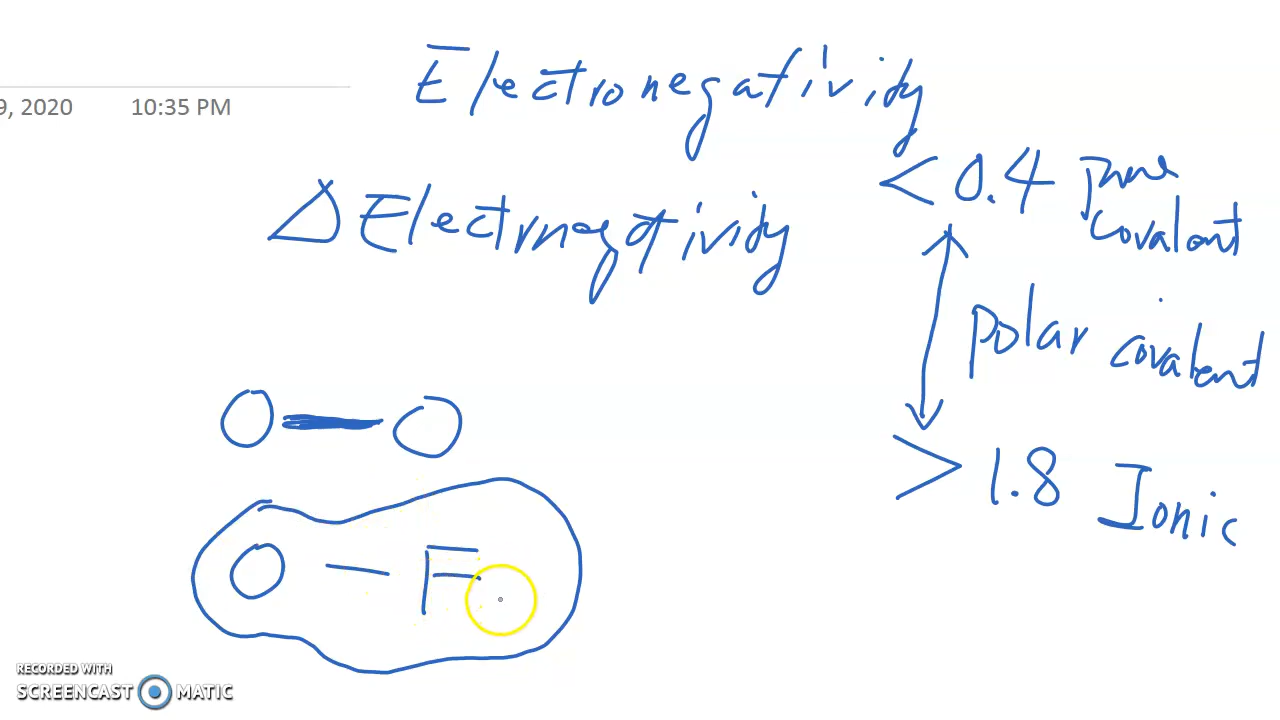 Electronegativity
9, 2020 10:35 PM
< 0.4 pure
covalent
Δ Electronegativity
polar covalent
O — O
> 1.8 Ionic
O — F
RECORDED WITH
SCREENCAST MATIC